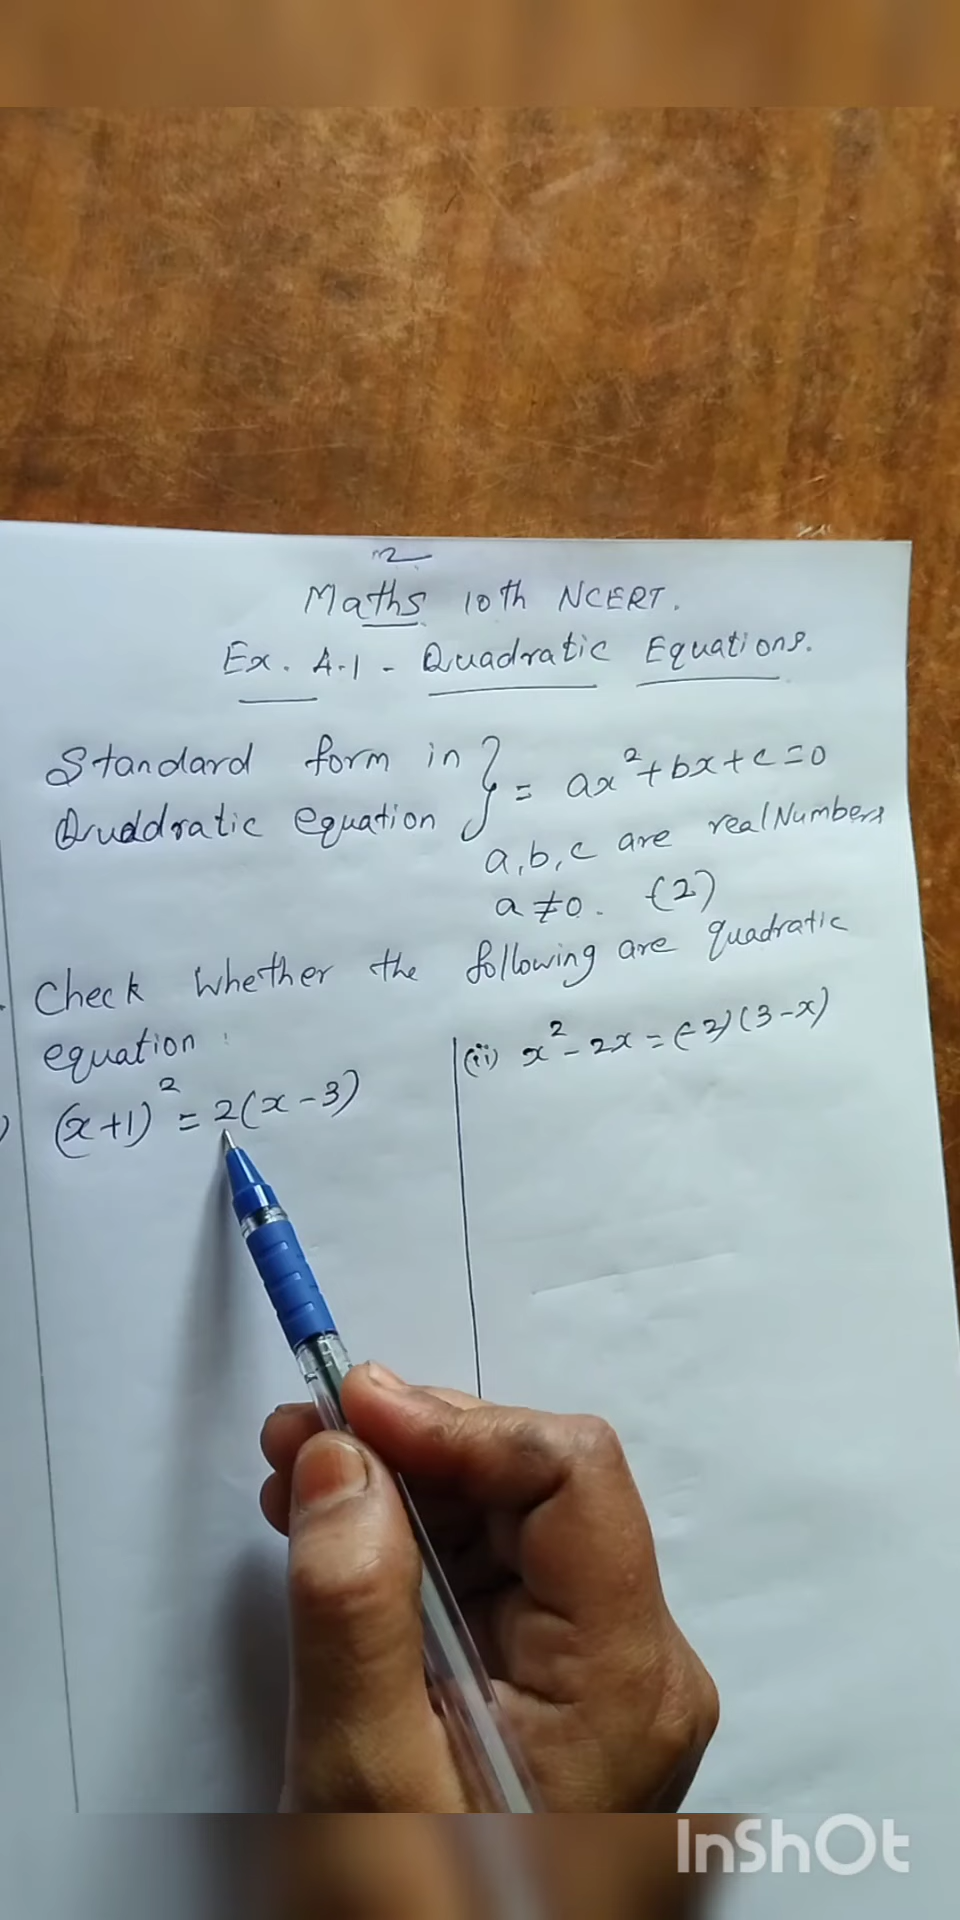 Maths 10th NCERT.
Ex. 4.1 - Quadratic Equations.
Standard form in } = ax²+bx+c=0
Quddratic equation
a,b,c are real Numbers
a ≠ 0. (2)
Check whether the following are quadratic
equation:
(x+1)² = 2(x-3)
(ii) x²-2x = (-2)(3-x)
InShOt